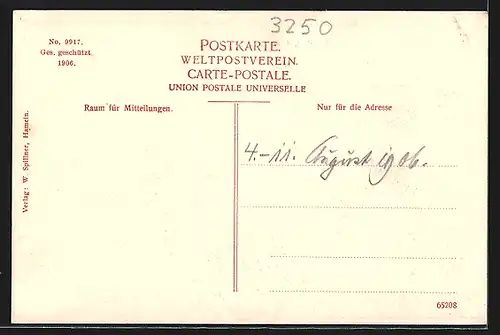 3250
No. 9917.
Ges. geschützt.
1906.
POSTKARTE.
WELTPOSTVEREIN.
CARTE-POSTALE.
UNION POSTALE UNIVERSELLE
Raum für Mitteilungen.
Nur für die Adresse
4.-11. August 1906.
Verlag: W Spillner, Hameln.
65208